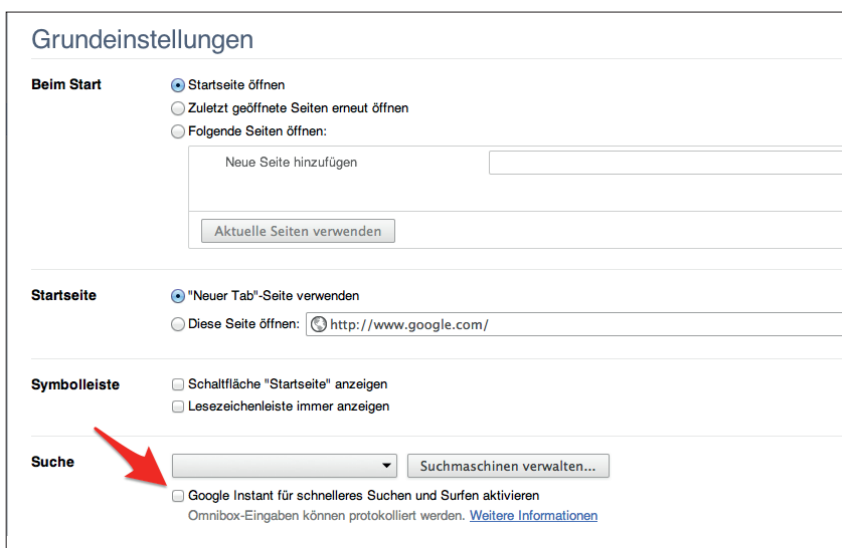 Grundeinstellungen
Beim Start
Startseite öffnen
Zuletzt geöffnete Seiten erneut öffnen
Folgende Seiten öffnen:
Neue Seite hinzufügen
Aktuelle Seiten verwenden
Startseite
"Neuer Tab"-Seite verwenden
Diese Seite öffnen: http://www.google.com/
Symbolleiste
Schaltfläche "Startseite" anzeigen
Lesezeichenleiste immer anzeigen
Suche
Suchmaschinen verwalten...
Google Instant für schnelleres Suchen und Surfen aktivieren
Omnibox-Eingaben können protokolliert werden. Weitere Informationen